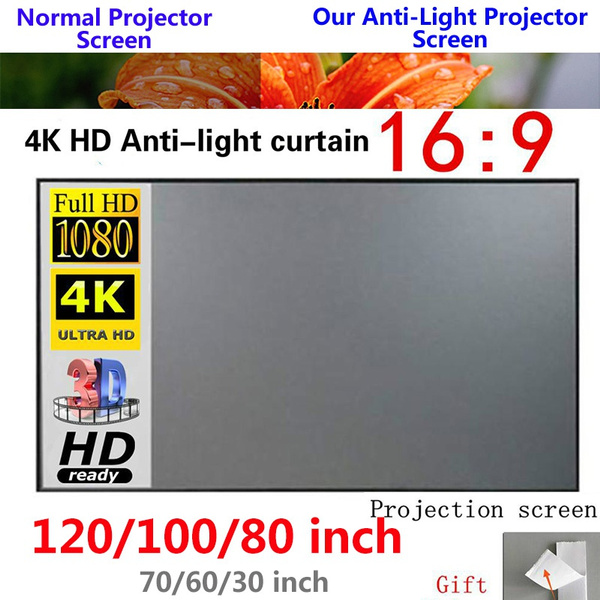 Normal Projector
Screen
Our Anti-Light Projector
Screen
4K HD Anti-light curtain 16:9
Full HD
1080
4K
ULTRA HD
3D
HD
ready
Projection screen
120/100/80 inch
70/60/30 inch
Gift